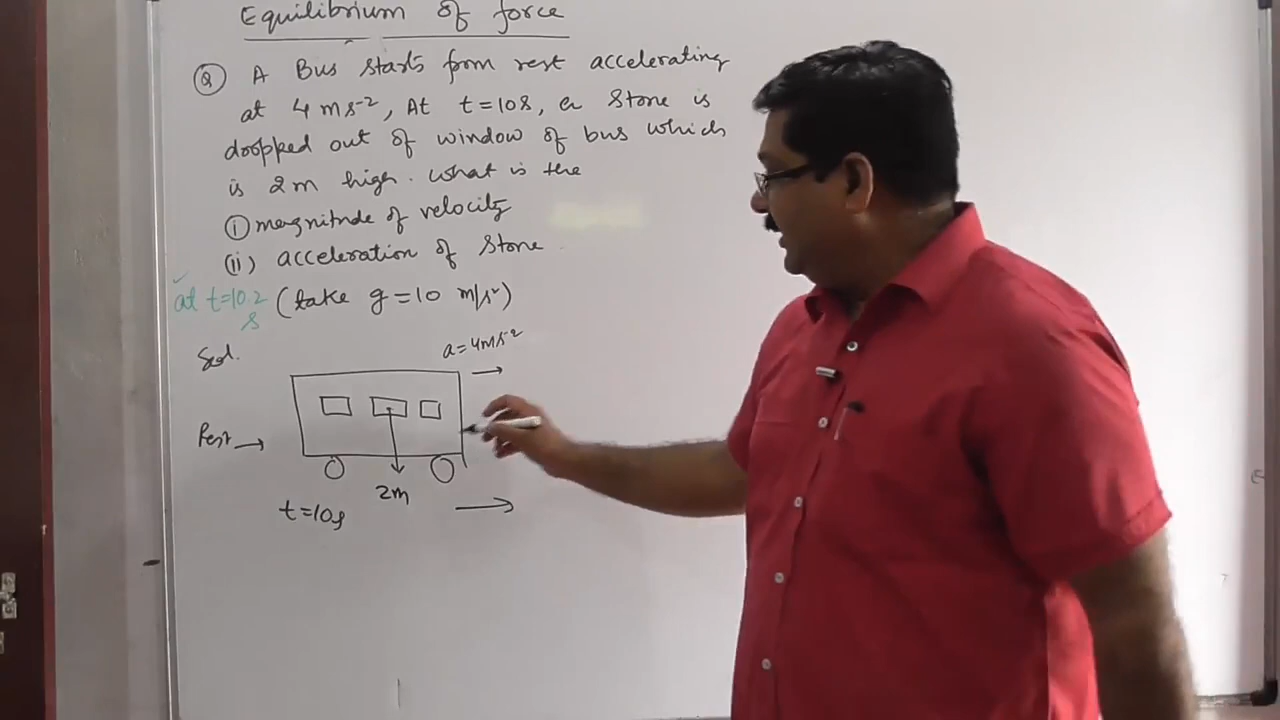 Equilibrium of force
Q A Bus starts from rest accelerating
at 4 ms-2, At t=10s, a stone is
dropped out of window of bus which
is 2m high. what is the
(i) magnitude of velocity
(ii) acceleration of stone
at t=10.2 s (take g=10 m/s²)
Sol.
a=4ms-2
Rest →
2m
t=10s